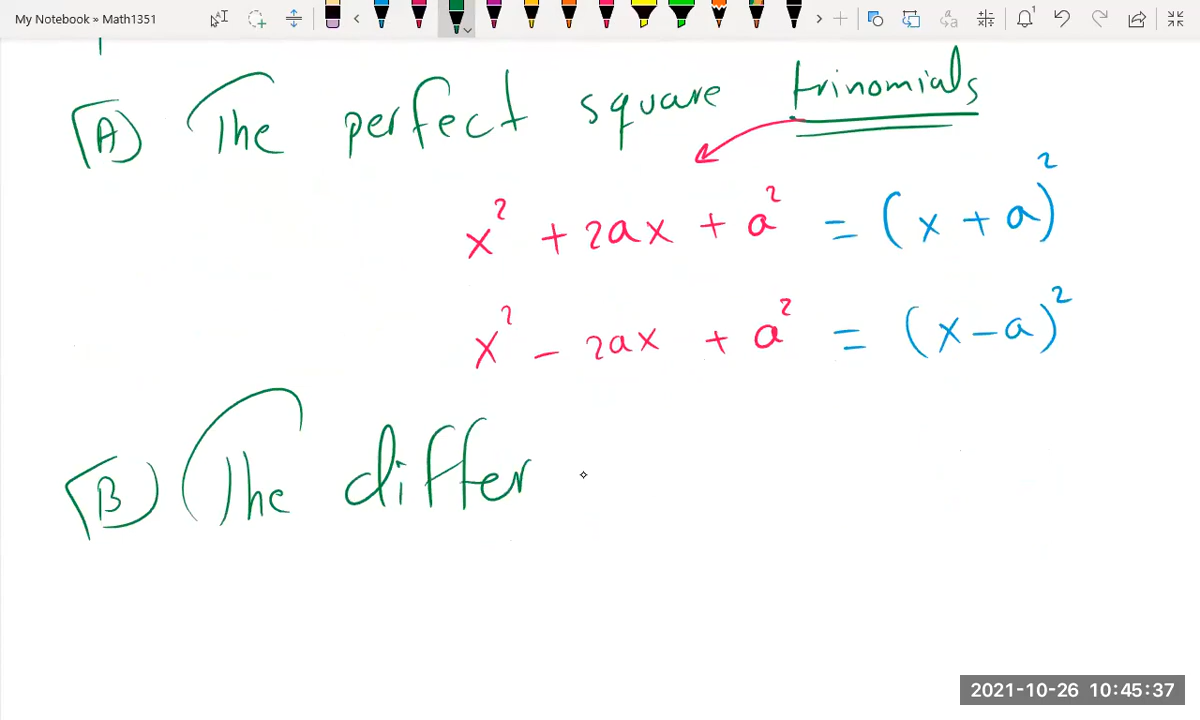 My Notebook » Math1351
A) The perfect square trinomials
x² + 2ax + a² = (x + a)²
x² - 2ax + a² = (x - a)²
B) The differ
2021-10-26 10:45:37